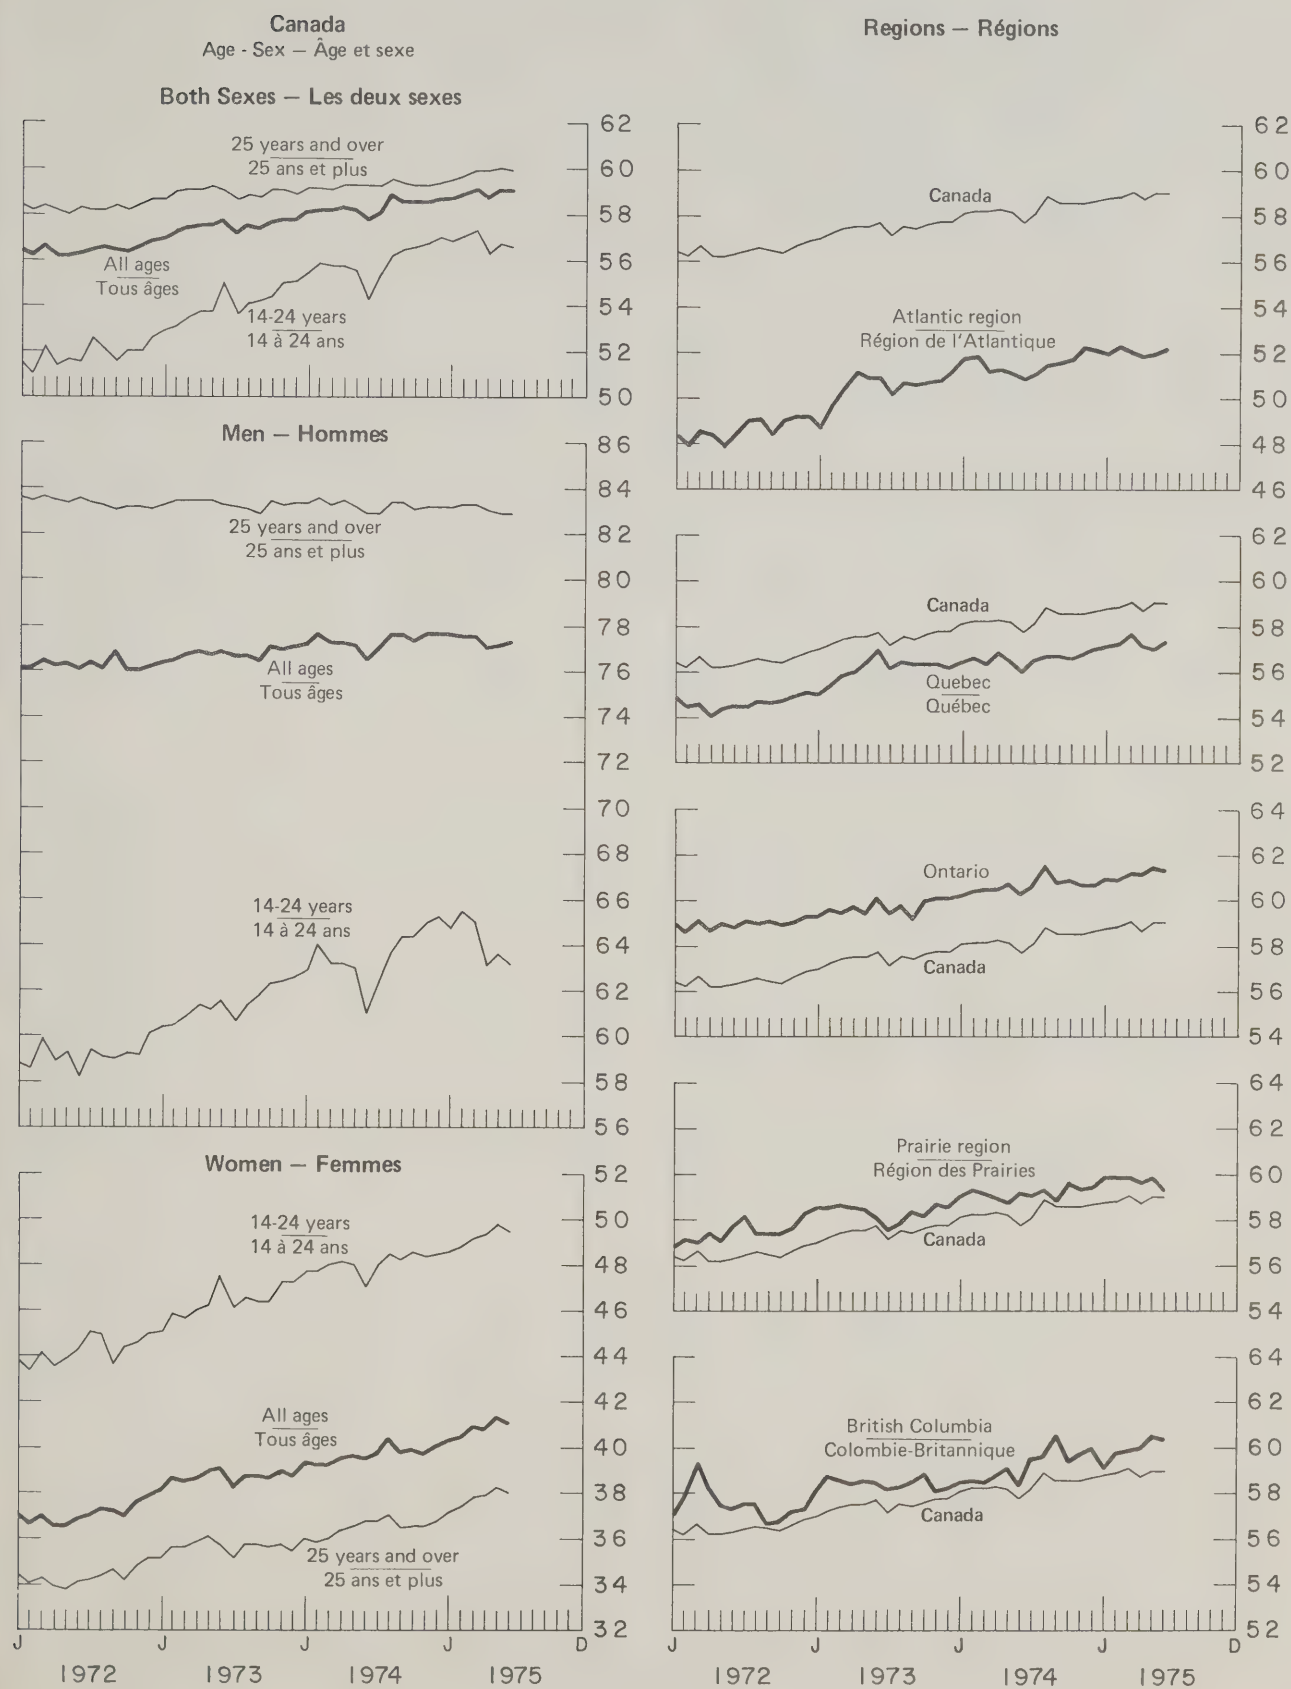 Canada
Age - Sex — Âge et sexe
Both Sexes — Les deux sexes
25 years and over
25 ans et plus
All ages
Tous âges
14-24 years
14 à 24 ans
62
60
58
56
54
52
50
Men — Hommes
25 years and over
25 ans et plus
All ages
Tous âges
14-24 years
14 à 24 ans
86
84
82
80
78
76
74
72
70
68
66
64
62
60
58
56
Women — Femmes
14-24 years
14 à 24 ans
All ages
Tous âges
25 years and over
25 ans et plus
52
50
48
46
44
42
40
38
36
34
32
J J J J D
1972 1973 1974 1975
Regions — Régions
Canada
Atlantic region
Région de l'Atlantique
62
60
58
56
54
52
50
48
46
Canada
Quebec
Québec
62
60
58
56
54
52
Ontario
Canada
64
62
60
58
56
54
Prairie region
Région des Prairies
Canada
64
62
60
58
56
54
British Columbia
Colombie-Britannique
Canada
64
62
60
58
56
54
52
J J J J D
1972 1973 1974 1975